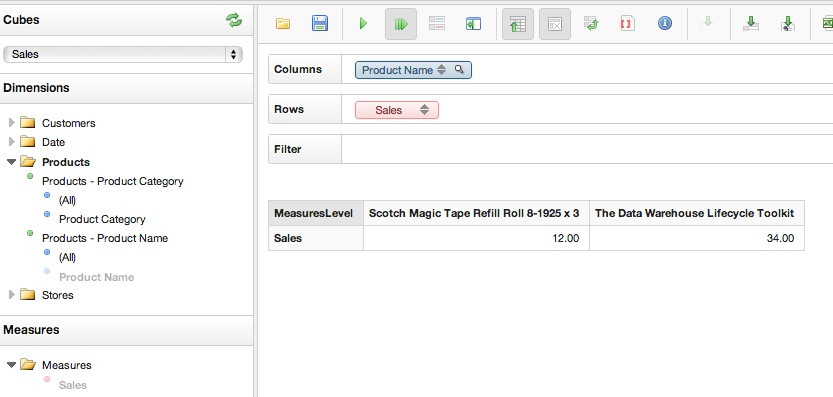 Cubes
Sales
Dimensions
Customers
Date
Products
Products - Product Category
(All)
Product Category
Products - Product Name
(All)
Product Name
Stores
Measures
Measures
Sales
Columns
Product Name
Rows
Sales
Filter
MeasuresLevel Scotch Magic Tape Refill Roll 8-1925 x 3 The Data Warehouse Lifecycle Toolkit
Sales 12.00 34.00